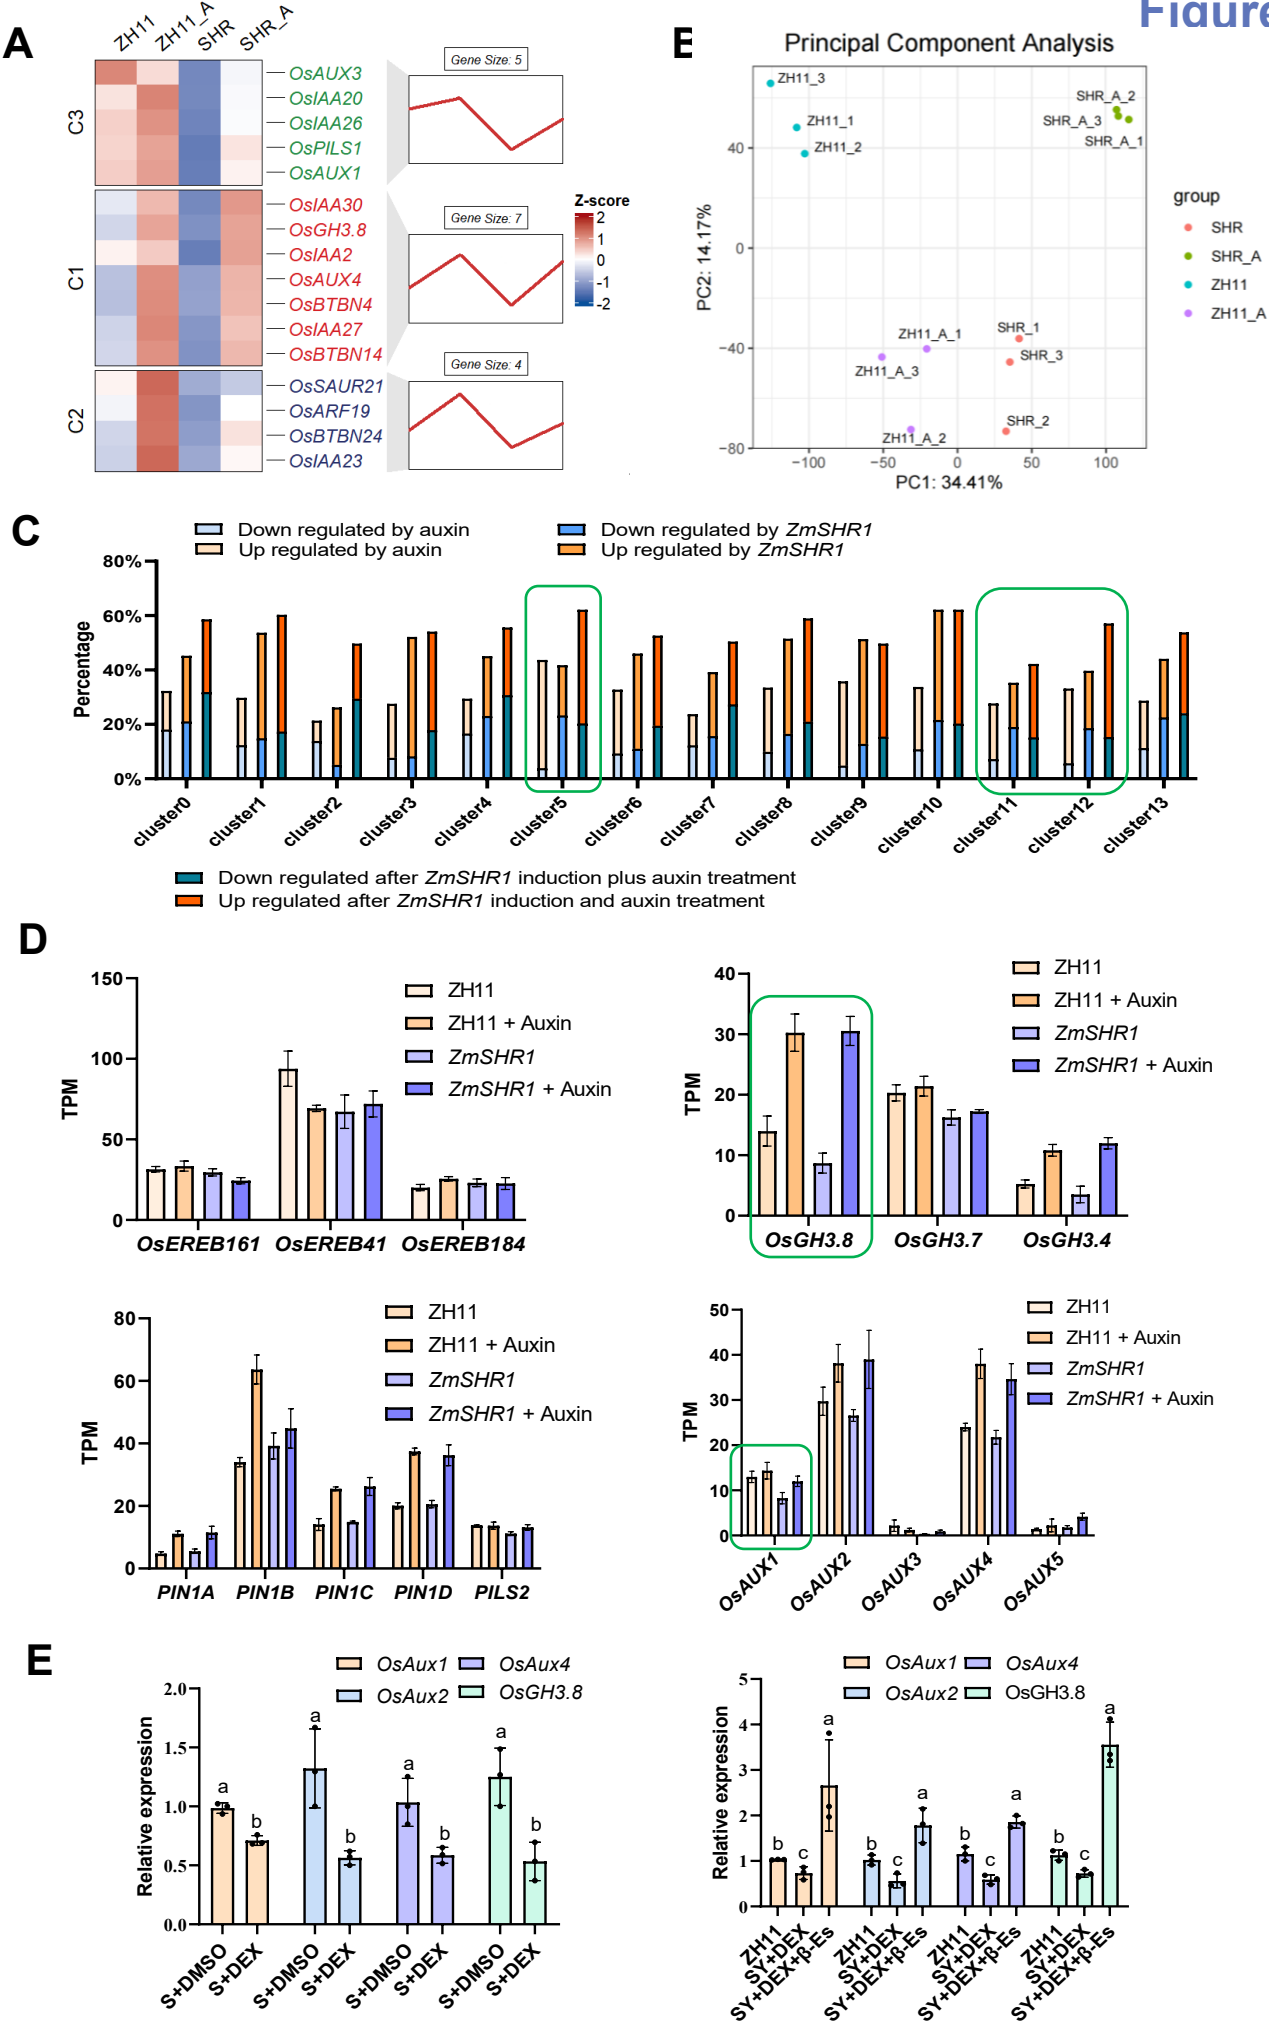 Figure
A
ZH11
ZH11_A
SHR
SHR_A
C3
OsAUX3
OsIAA20
OsIAA26
OsPILS1
OsAUX1
C1
OsIAA30
OsGH3.8
OsIAA2
OsAUX4
OsBTBN4
OsIAA27
OsBTBN14
C2
OsSAUR21
OsARF19
OsBTBN24
OsIAA23
Gene Size: 5
Gene Size: 7
Gene Size: 4
Z-score
2
1
0
-1
-2
B
Principal Component Analysis
PC2: 14.17%
40
0
−40
−80
ZH11_3
ZH11_1
ZH11_2
SHR_A_2
SHR_A_3
SHR_A_1
ZH11_A_1
ZH11_A_3
ZH11_A_2
SHR_1
SHR_3
SHR_2
−100
−50
0
50
100
PC1: 34.41%
group
SHR
SHR_A
ZH11
ZH11_A
C
Down regulated by auxin
Up regulated by auxin
Down regulated by ZmSHR1
Up regulated by ZmSHR1
Percentage
80%
60%
40%
20%
0%
cluster0
cluster1
cluster2
cluster3
cluster4
cluster5
cluster6
cluster7
cluster8
cluster9
cluster10
cluster11
cluster12
cluster13
Down regulated after ZmSHR1 induction plus auxin treatment
Up regulated after ZmSHR1 induction and auxin treatment
D
TPM
150
100
50
0
ZH11
ZH11 + Auxin
ZmSHR1
ZmSHR1 + Auxin
OsEREB161
OsEREB41
OsEREB184
TPM
40
30
20
10
0
ZH11
ZH11 + Auxin
ZmSHR1
ZmSHR1 + Auxin
OsGH3.8
OsGH3.7
OsGH3.4
TPM
80
60
40
20
0
ZH11
ZH11 + Auxin
ZmSHR1
ZmSHR1 + Auxin
PIN1A
PIN1B
PIN1C
PIN1D
PILS2
TPM
50
40
30
20
10
0
ZH11
ZH11 + Auxin
ZmSHR1
ZmSHR1 + Auxin
OsAUX1
OsAUX2
OsAUX3
OsAUX4
OsAUX5
E
OsAux1
OsAux4
OsAux2
OsGH3.8
Relative expression
2.0
1.5
1.0
0.5
0.0
a
b
a
b
a
b
a
b
S+DMSO
S+DEX
S+DMSO
S+DEX
S+DMSO
S+DEX
S+DMSO
S+DEX
OsAux1
OsAux4
OsAux2
OsGH3.8
Relative expression
5
4
3
2
1
0
b
c
a
b
c
a
b
c
a
b
c
a
ZH11
SY+DEX
SY+DEX+β-Es
ZH11
SY+DEX
SY+DEX+β-Es
ZH11
SY+DEX
SY+DEX+β-Es
ZH11
SY+DEX
SY+DEX+β-Es